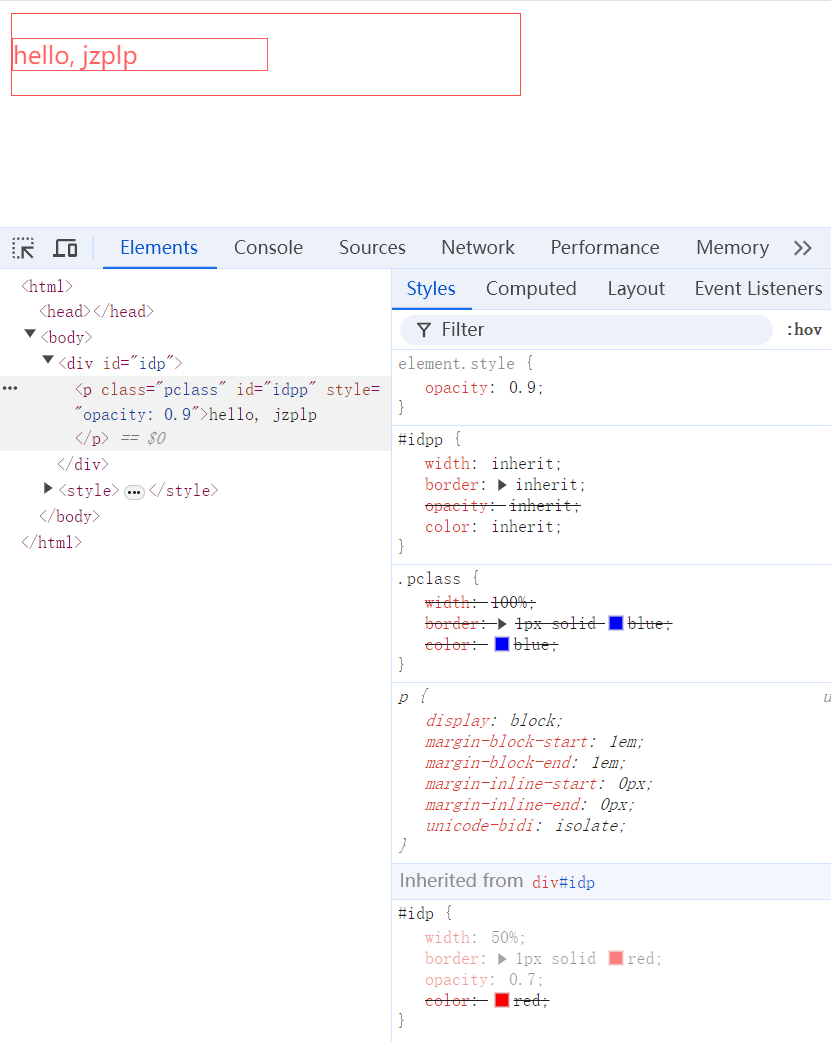 hello, jzplp
Elements Console Sources Network Performance Memory
<html>
<head></head>
<body>
<div id="idp">
<p class="pclass" id="idpp" style=
"opacity: 0.9">hello, jzplp
</p> == $0
</div>
<style>…</style>
</body>
</html>
Styles Computed Layout Event Listeners
Filter :hov
element.style {
opacity: 0.9;
}
#idpp {
width: inherit;
border: inherit;
opacity: inherit;
color: inherit;
}
.pclass {
width: 100%;
border: 1px solid blue;
color: blue;
}
p { u
display: block;
margin-block-start: 1em;
margin-block-end: 1em;
margin-inline-start: 0px;
margin-inline-end: 0px;
unicode-bidi: isolate;
}
Inherited from div#idp
#idp {
width: 50%;
border: 1px solid red;
opacity: 0.7;
color: red;
}